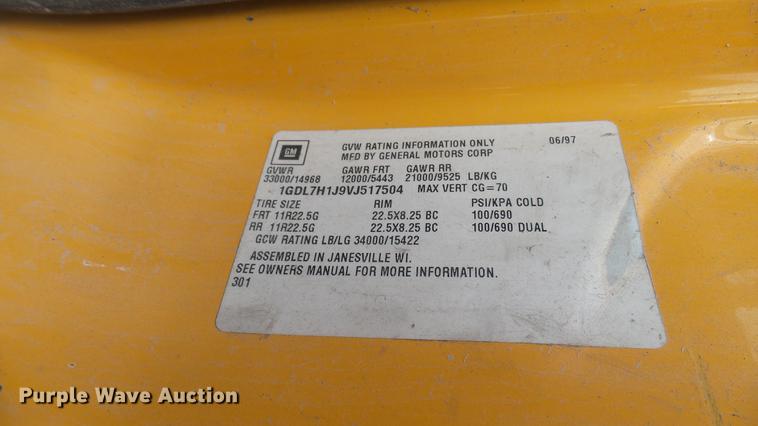 GM
GVW RATING INFORMATION ONLY 06/97
MFD BY GENERAL MOTORS CORP
GVWR GAWR FRT GAWR RR
33000/14968 12000/5443 21000/9525 LB/KG
1GDL7H1J9VJ517504 MAX VERT CG=70
TIRE SIZE RIM PSI/KPA COLD
FRT 11R22.5G 22.5X8.25 BC 100/690
RR 11R22.5G 22.5X8.25 BC 100/690 DUAL
GCW RATING LB/LG 34000/15422
ASSEMBLED IN JANESVILLE WI.
SEE OWNERS MANUAL FOR MORE INFORMATION.
301
Purple Wave Auction
Purple Wave Auction